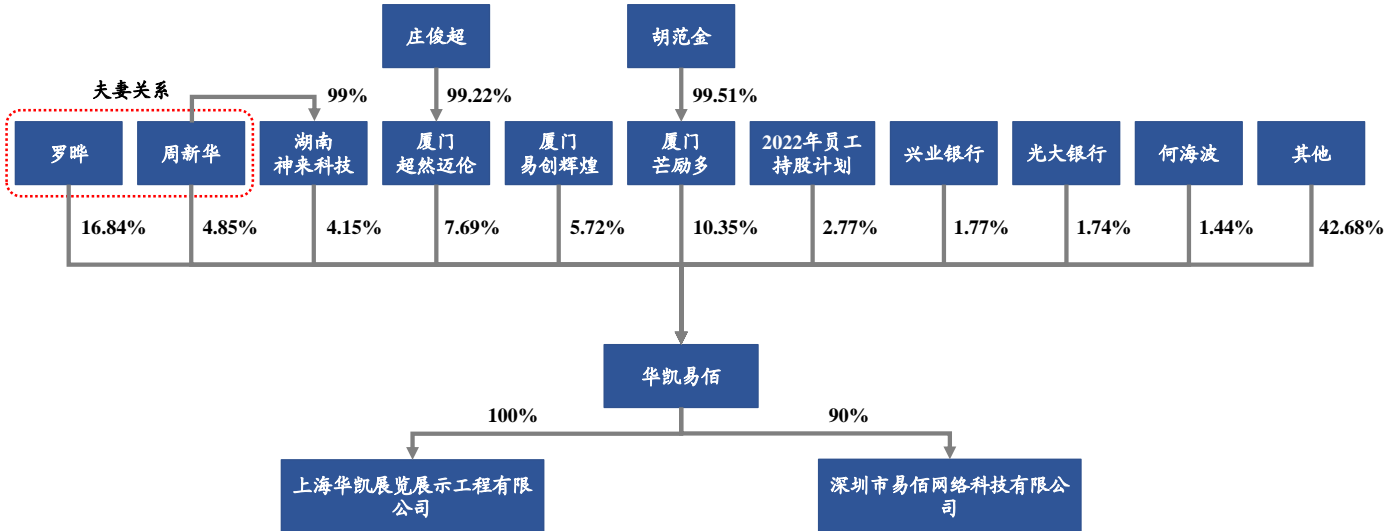 庄俊超
胡范金
夫妻关系
99%
99.22%
99.51%
罗晔
周新华
湖南
神来科技
厦门
超然迈伦
厦门
易创辉煌
厦门
芒励多
2022年员工
持股计划
兴业银行
光大银行
何海波
其他
16.84%
4.85%
4.15%
7.69%
5.72%
10.35%
2.77%
1.77%
1.74%
1.44%
42.68%
华凯易佰
100%
90%
上海华凯展览展示工程有限
公司
深圳市易佰网络科技有限公
司